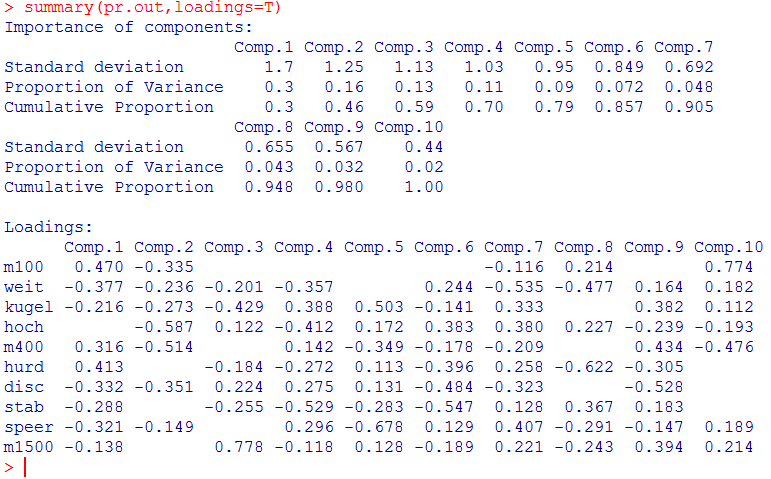 > summary(pr.out,loadings=T)
Importance of components:
                       Comp.1 Comp.2 Comp.3 Comp.4 Comp.5 Comp.6 Comp.7
Standard deviation        1.7   1.25   1.13   1.03   0.95  0.849  0.692
Proportion of Variance    0.3   0.16   0.13   0.11   0.09  0.072  0.048
Cumulative Proportion     0.3   0.46   0.59   0.70   0.79  0.857  0.905
                       Comp.8 Comp.9 Comp.10
Standard deviation      0.655  0.567    0.44
Proportion of Variance  0.043  0.032    0.02
Cumulative Proportion   0.948  0.980    1.00
Loadings:
      Comp.1 Comp.2 Comp.3 Comp.4 Comp.5 Comp.6 Comp.7 Comp.8 Comp.9 Comp.10
m100   0.470 -0.335                             -0.116  0.214         0.774
weit  -0.377 -0.236 -0.201 -0.357         0.244 -0.535 -0.477  0.164  0.182
kugel -0.216 -0.273 -0.429  0.388  0.503 -0.141  0.333         0.382  0.112
hoch         -0.587  0.122 -0.412  0.172  0.383  0.380  0.227 -0.239 -0.193
m400   0.316 -0.514         0.142 -0.349 -0.178 -0.209         0.434 -0.476
hurd   0.413        -0.184 -0.272  0.113 -0.396  0.258 -0.622 -0.305
disc  -0.332 -0.351  0.224  0.275  0.131 -0.484 -0.323        -0.528
stab  -0.288        -0.255 -0.529 -0.283 -0.547  0.128  0.367  0.183
speer -0.321 -0.149         0.296 -0.678  0.129  0.407 -0.291 -0.147  0.189
m1500 -0.138         0.778 -0.118  0.128 -0.189  0.221 -0.243  0.394  0.214
>